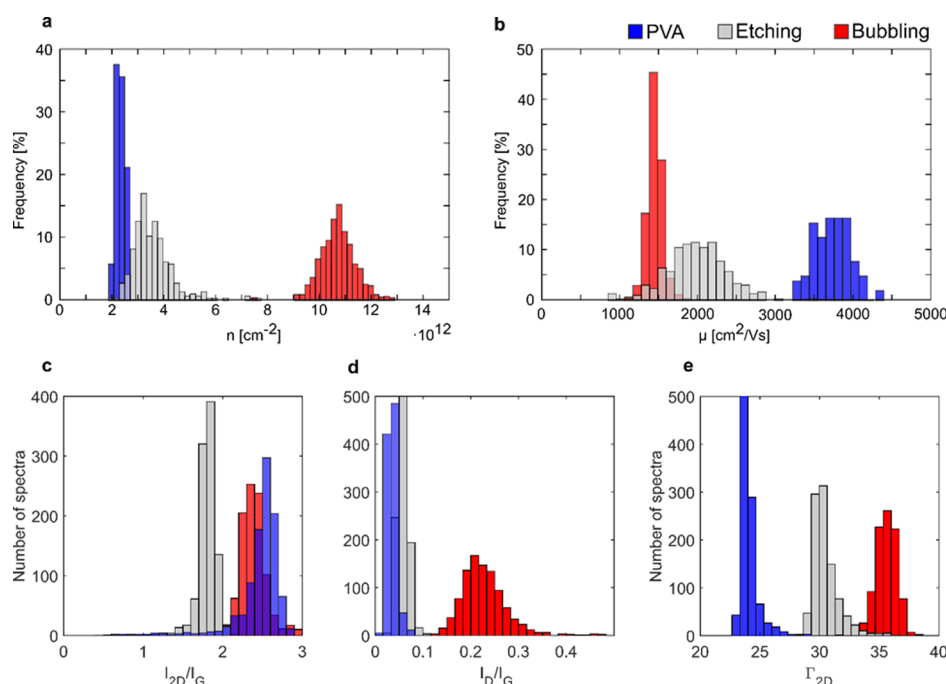 a
b
PVA Etching Bubbling
40
30
20
10
0
Frequency [%]
0 2 4 6 8 10 12 14
n [cm-2]
·10^12
50
40
30
20
10
0
Frequency [%]
0 1000 2000 3000 4000 5000
µ [cm2/Vs]
c
d
e
400
300
200
100
0
Number of spectra
0 1 2 3
I2D/IG
500
400
300
200
100
0
0 0.1 0.2 0.3 0.4
ID/IG
500
400
300
200
100
0
Number of spectra
20 25 30 35 40
Γ2D